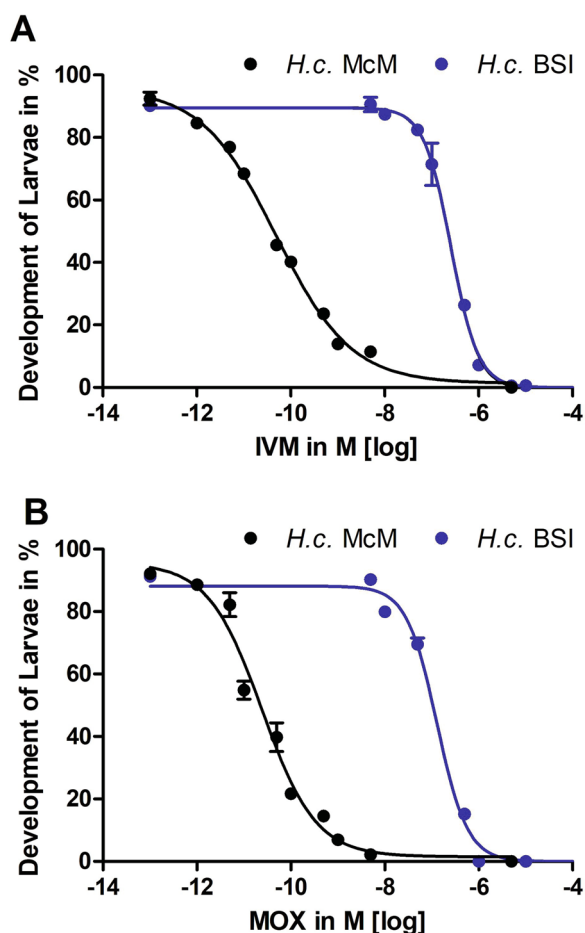 A
H.c. McM
H.c. BSI
Development of Larvae in %
100
80
60
40
20
0
-14
-12
-10
-8
-6
-4
IVM in M [log]
B
H.c. McM
H.c. BSI
Development of Larvae in %
100
80
60
40
20
0
-14
-12
-10
-8
-6
-4
MOX in M [log]